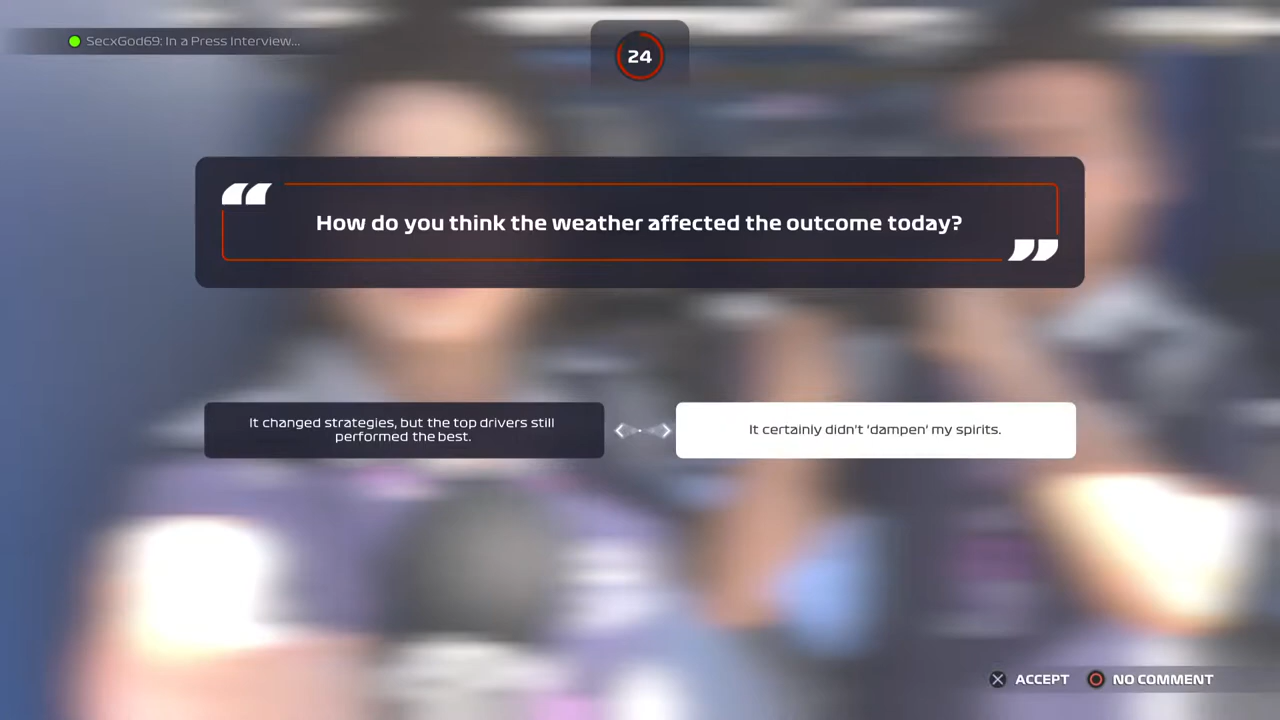 SecxGod69: In a Press Interview...
24
How do you think the weather affected the outcome today?
It changed strategies, but the top drivers still
performed the best.
It certainly didn't 'dampen' my spirits.
ACCEPT
NO COMMENT